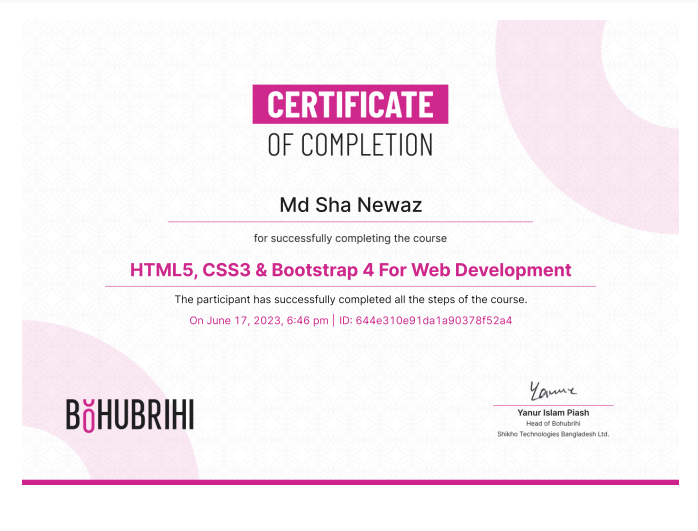 CERTIFICATE
OF COMPLETION
Md Sha Newaz
for successfully completing the course
HTML5, CSS3 & Bootstrap 4 For Web Development
The participant has successfully completed all the steps of the course.
On June 17, 2023, 6:46 pm | ID: 644e310e91da1a90378f52a4
BOHUBRIHI
Yanur Islam Piash
Head of Bohubrihi
Shikho Technologies Bangladesh Ltd.